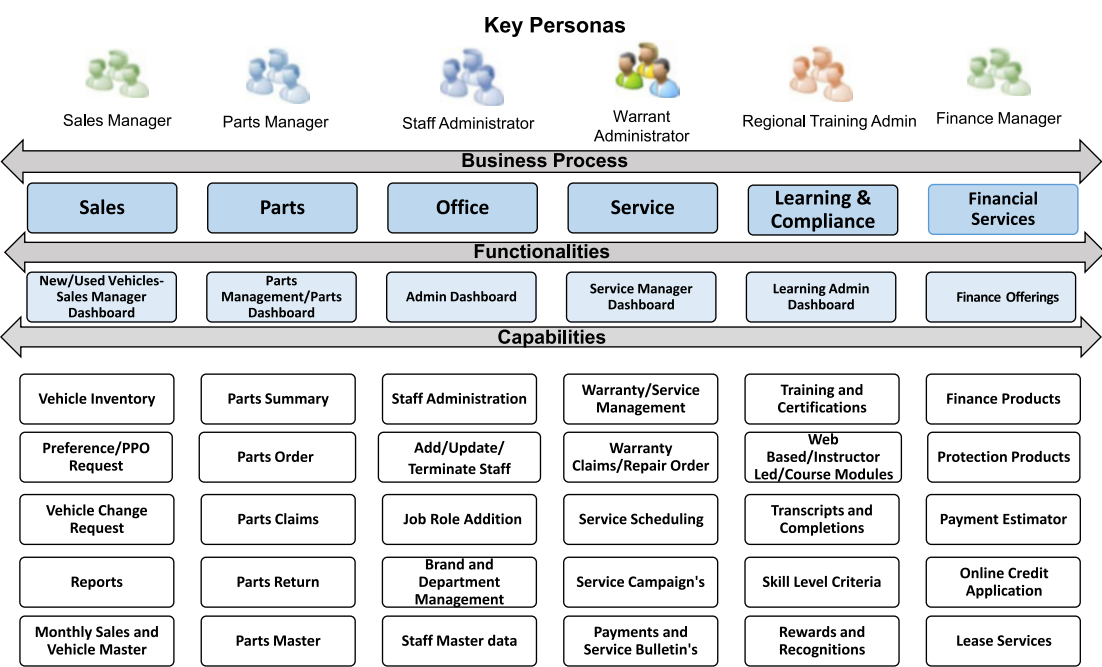 Key Personas
Sales Manager
Parts Manager
Staff Administrator
Warrant
Administrator
Regional Training Admin
Finance Manager
Business Process
Sales
Parts
Office
Service
Learning &
Compliance
Financial
Services
Functionalities
New/Used Vehicles-
Sales Manager
Dashboard
Parts
Management/Parts
Dashboard
Admin Dashboard
Service Manager
Dashboard
Learning Admin
Dashboard
Finance Offerings
Capabilities
Vehicle Inventory
Parts Summary
Staff Administration
Warranty/Service
Management
Training and
Certifications
Finance Products
Preference/PPO
Request
Parts Order
Add/Update/
Terminate Staff
Warranty
Claims/Repair Order
Web
Based/Instructor
Led/Course Modules
Protection Products
Vehicle Change
Request
Parts Claims
Job Role Addition
Service Scheduling
Transcripts and
Completions
Payment Estimator
Reports
Parts Return
Brand and
Department
Management
Service Campaign's
Skill Level Criteria
Online Credit
Application
Monthly Sales and
Vehicle Master
Parts Master
Staff Master data
Payments and
Service Bulletin's
Rewards and
Recognitions
Lease Services